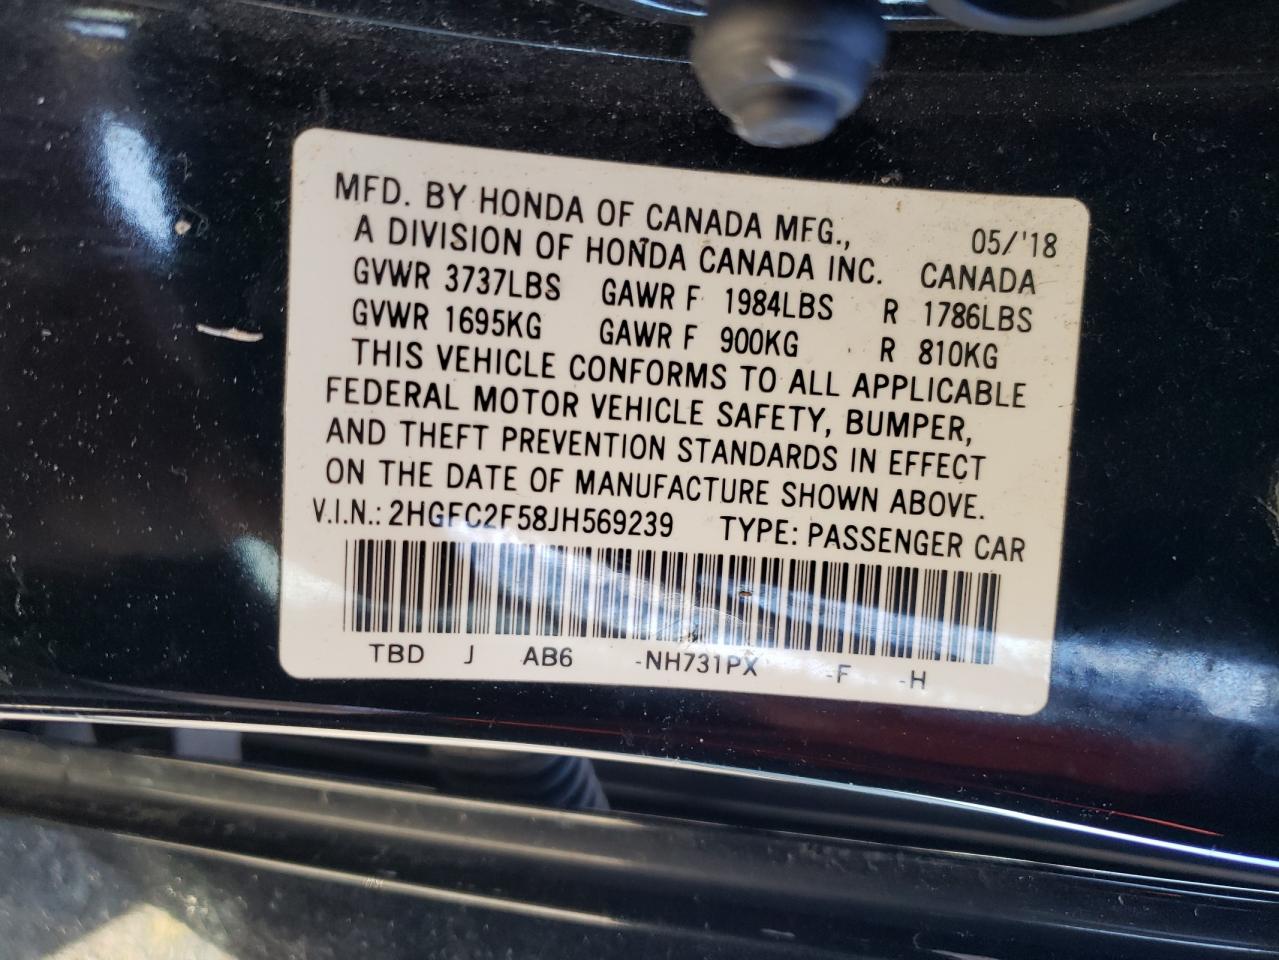 MFD. BY HONDA OF CANADA MFG., 05/'18
A DIVISION OF HONDA CANADA INC. CANADA
GVWR 3737LBS GAWR F 1984LBS R 1786LBS
GVWR 1695KG GAWR F 900KG R 810KG
THIS VEHICLE CONFORMS TO ALL APPLICABLE
FEDERAL MOTOR VEHICLE SAFETY, BUMPER,
AND THEFT PREVENTION STANDARDS IN EFFECT
ON THE DATE OF MANUFACTURE SHOWN ABOVE.
V.I.N.: 2HGFC2F58JH569239 TYPE: PASSENGER CAR
TBD J AB6 -NH731PX -F -H